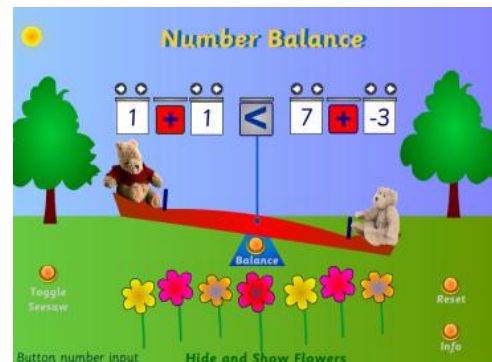 Number Balance
1 + 1 < 7 + -3
Balance
Toggle
Seesaw
Reset
Info
Button number input
Hide and Show Flowers